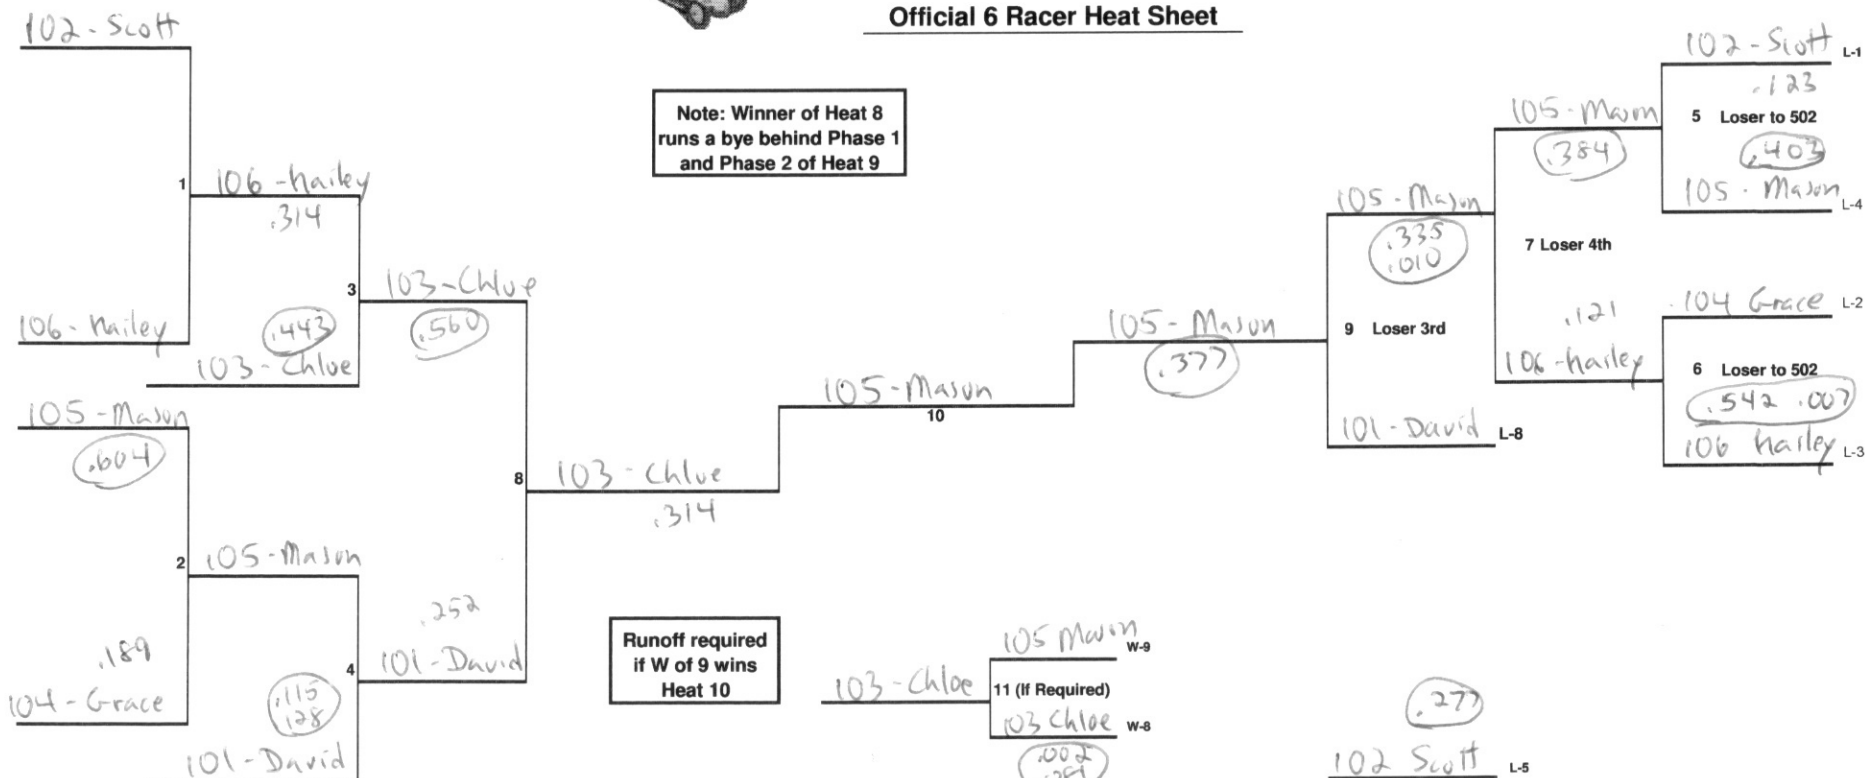 Official 6 Racer Heat Sheet
102-Scott
102-Scott L-1
.123
Note: Winner of Heat 8
runs a bye behind Phase 1
and Phase 2 of Heat 9
105-Mason
5 Loser to 502
.384
.403
1
106-Hailey
.314
105-Mason
105-Mason L-4
.335
.010
7 Loser 4th
3
103-Chloe
104 Grace L-2
.121
106-Hailey
.443
.560
105-Mason
9 Loser 3rd
103-Chloe
.377
106-Hailey
6 Loser to 502
.542 .007
105-Mason
105-Mason
10
101-David L-8
106 Hailey L-3
.604
8
103-Chloe
.314
2
105-Mason
.252
Runoff required
if W of 9 wins
Heat 10
105 Mason W-9
.189
4
101-David
103-Chloe
11 (If Required)
104-Grace
.115
.128
103 Chloe W-8
.277
.002
101-David
102 Scott L-5